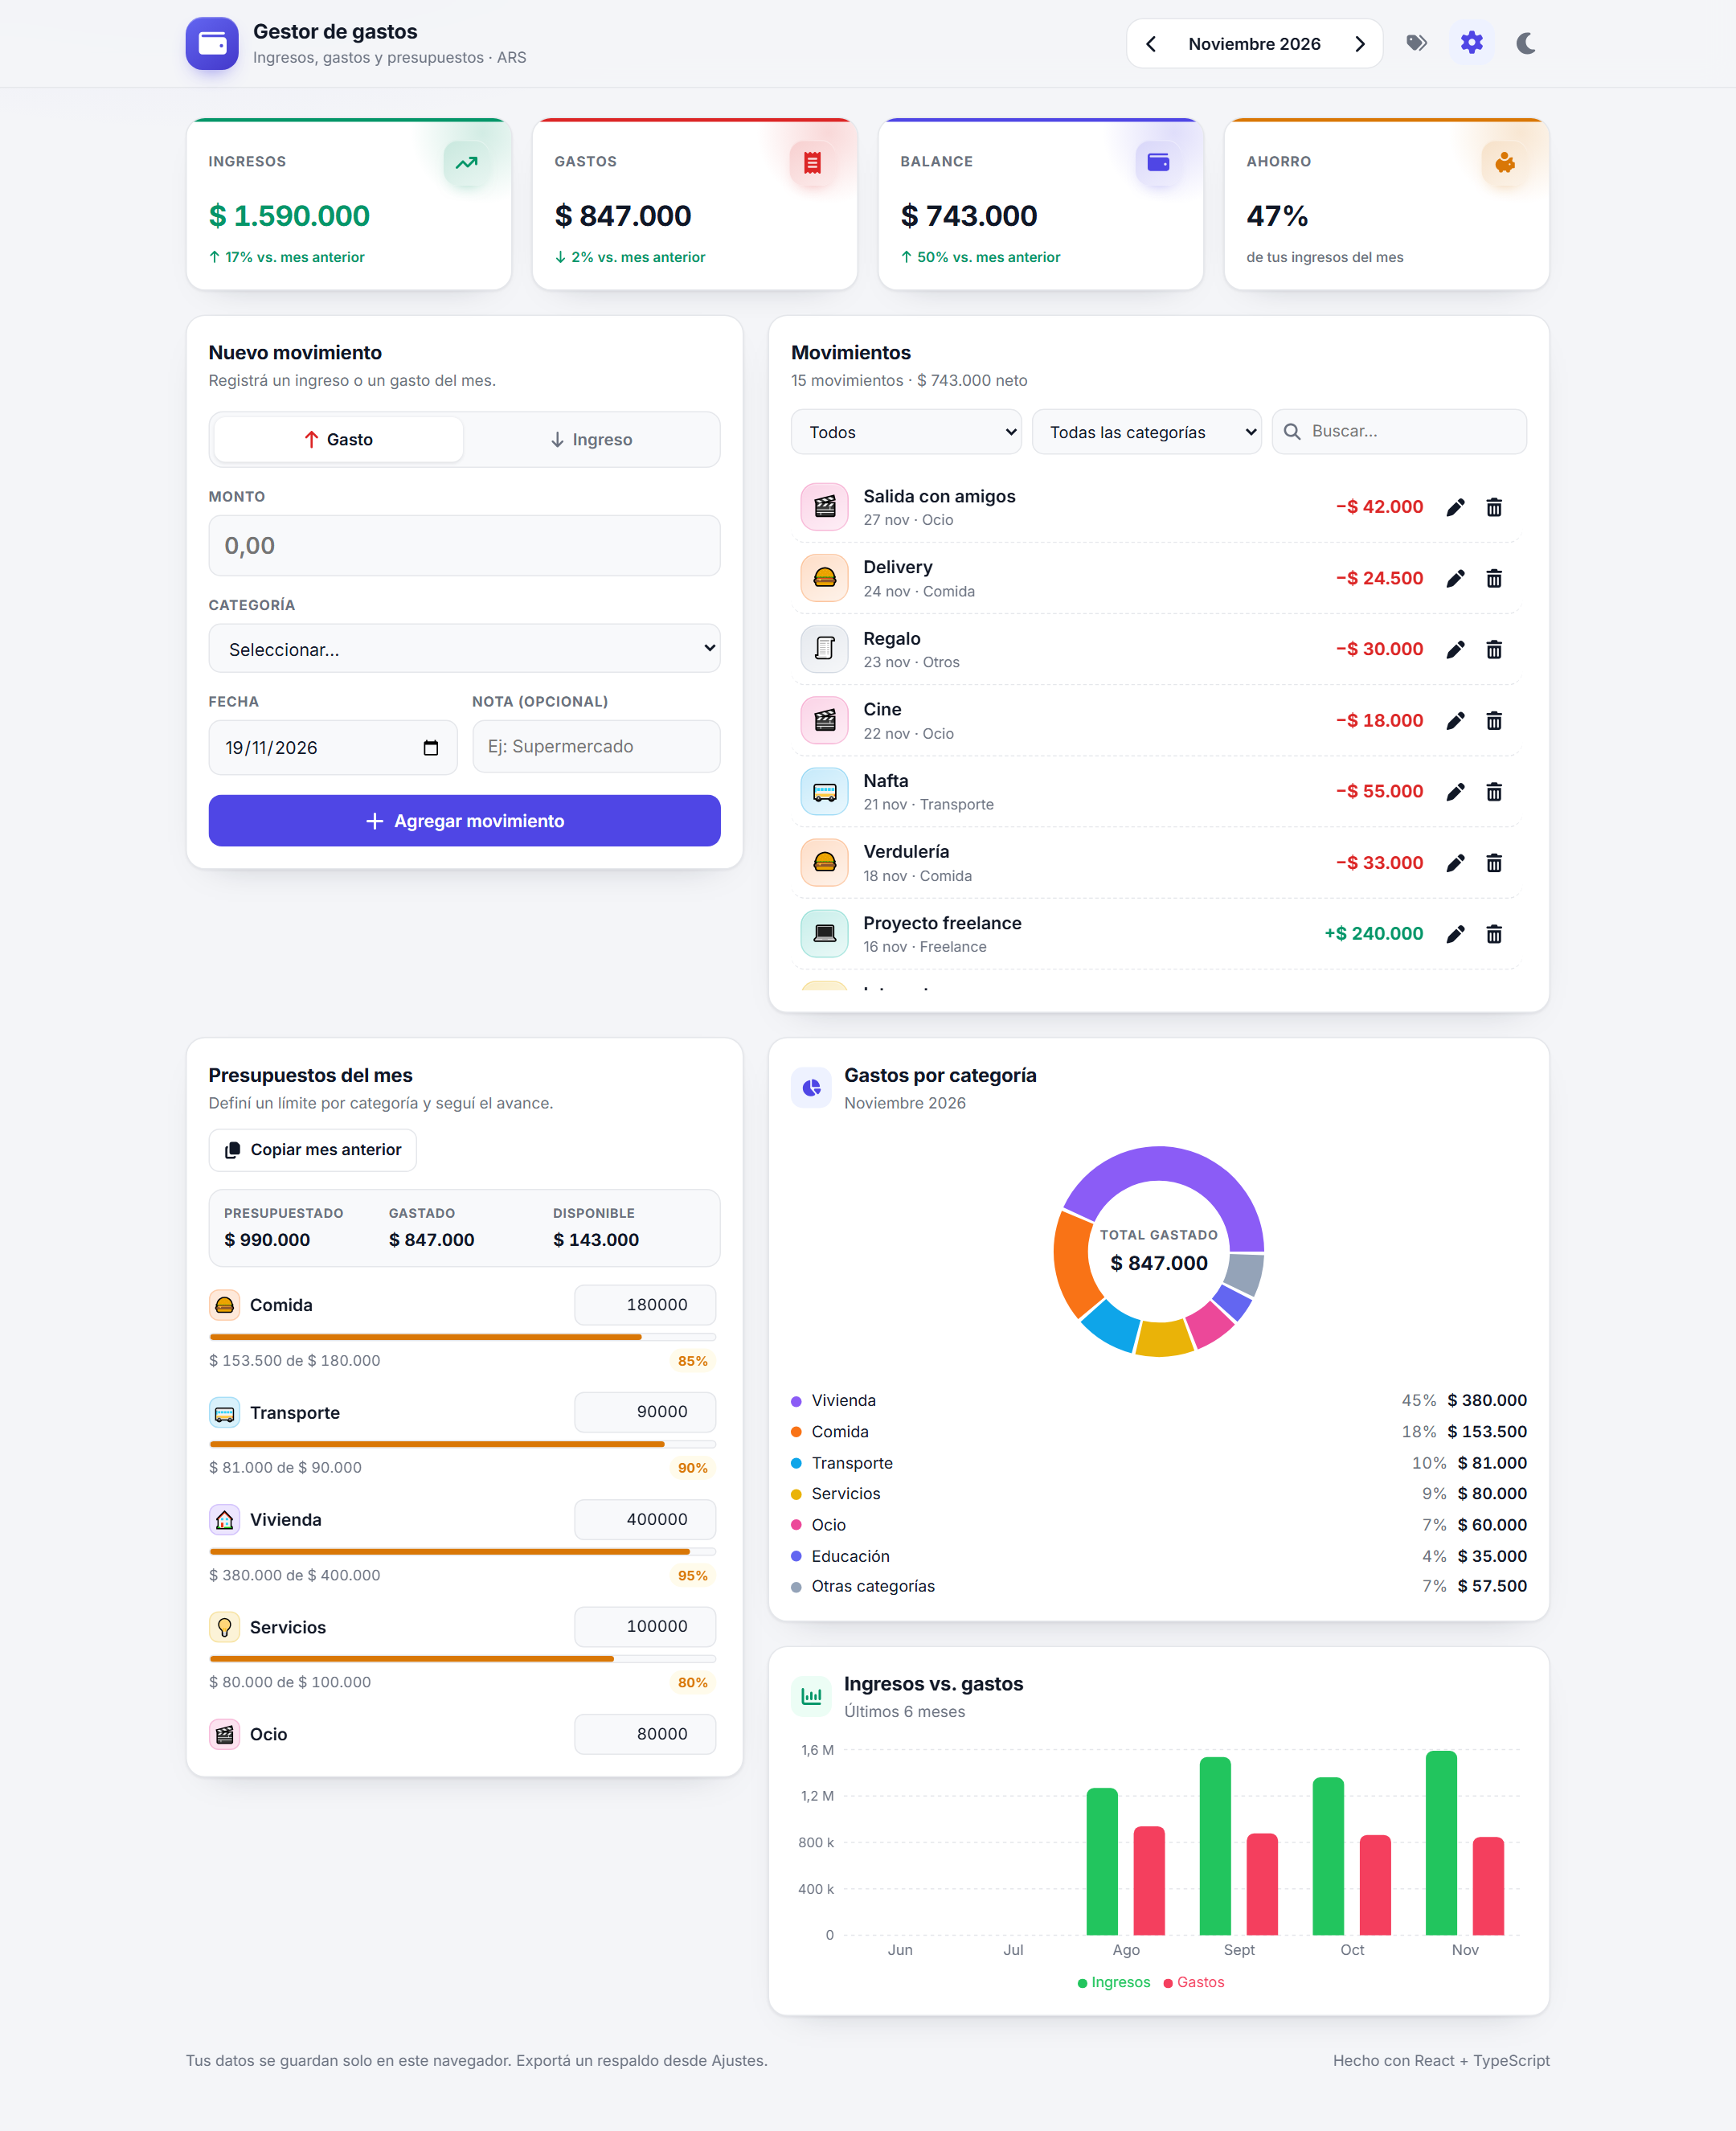 Gestor de gastos
Ingresos, gastos y presupuestos · ARS
Noviembre 2026
INGRESOS
$ 1.590.000
↑ 17% vs. mes anterior
GASTOS
$ 847.000
↓ 2% vs. mes anterior
BALANCE
$ 743.000
↑ 50% vs. mes anterior
AHORRO
47%
de tus ingresos del mes
Nuevo movimiento
Registrá un ingreso o un gasto del mes.
↑ Gasto
↓ Ingreso
MONTO
0,00
CATEGORÍA
Seleccionar...
FECHA
19/11/2026
NOTA (OPCIONAL)
Ej: Supermercado
+ Agregar movimiento
Movimientos
15 movimientos · $ 743.000 neto
Todos
Todas las categorías
Buscar...
Salida con amigos
27 nov · Ocio
−$ 42.000
Delivery
24 nov · Comida
−$ 24.500
Regalo
23 nov · Otros
−$ 30.000
Cine
22 nov · Ocio
−$ 18.000
Nafta
21 nov · Transporte
−$ 55.000
Verdulería
18 nov · Comida
−$ 33.000
Proyecto freelance
16 nov · Freelance
+$ 240.000
Presupuestos del mes
Definí un límite por categoría y seguí el avance.
Copiar mes anterior
PRESUPUESTADO
$ 990.000
GASTADO
$ 847.000
DISPONIBLE
$ 143.000
Comida
180000
$ 153.500 de $ 180.000
85%
Transporte
90000
$ 81.000 de $ 90.000
90%
Vivienda
400000
$ 380.000 de $ 400.000
95%
Servicios
100000
$ 80.000 de $ 100.000
80%
Ocio
80000
Gastos por categoría
Noviembre 2026
TOTAL GASTADO
$ 847.000
Vivienda 45% $ 380.000
Comida 18% $ 153.500
Transporte 10% $ 81.000
Servicios 9% $ 80.000
Ocio 7% $ 60.000
Educación 4% $ 35.000
Otras categorías 7% $ 57.500
Ingresos vs. gastos
Últimos 6 meses
1,6 M
1,2 M
800 k
400 k
0
Jun Jul Ago Sept Oct Nov
Ingresos Gastos
Tus datos se guardan solo en este navegador. Exportá un respaldo desde Ajustes.
Hecho con React + TypeScript